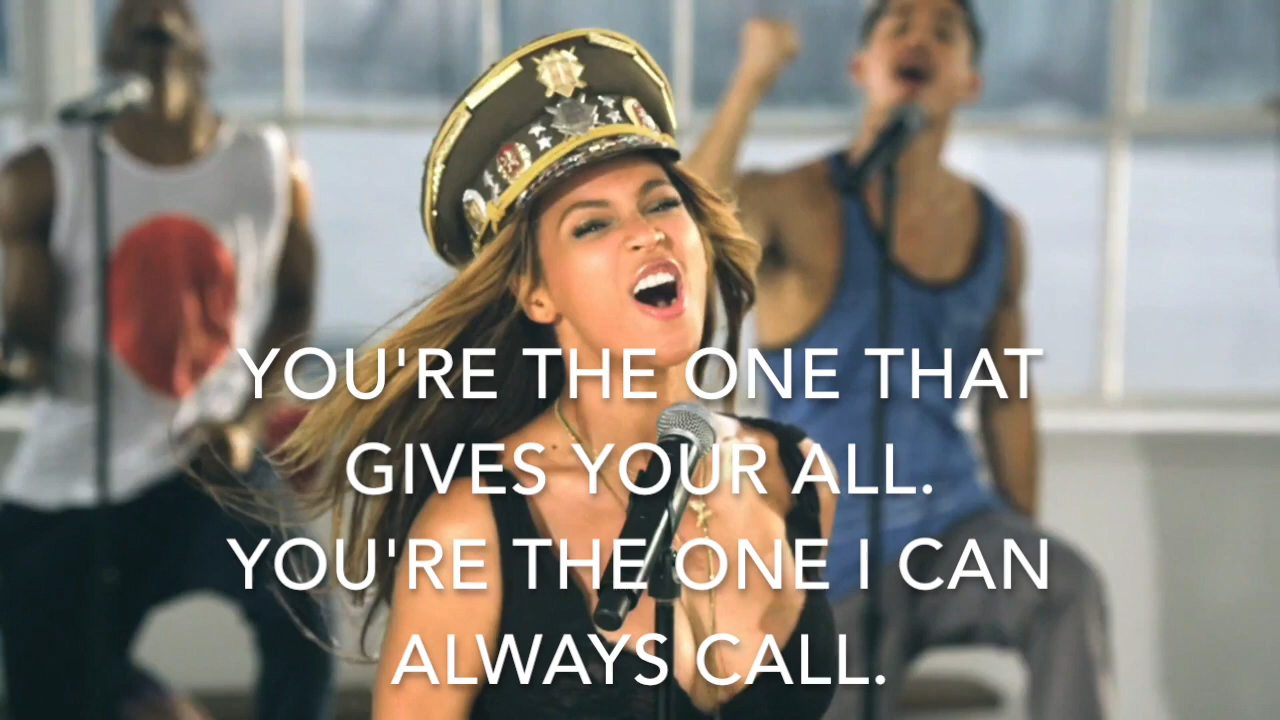 YOU'RE THE ONE THAT
GIVES YOUR ALL.
YOU'RE THE ONE I CAN
ALWAYS CALL.